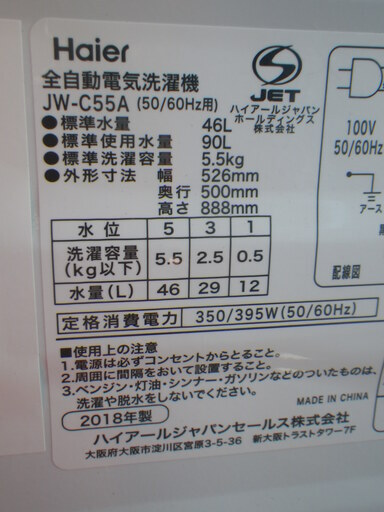 Haier
全自動電気洗濯機
JW-C55A (50/60Hz用)
●標準水量 46L
●標準使用水量 90L
●標準洗濯容量 5.5kg
●外形寸法 幅 526mm
奥行 500mm
高さ 888mm
S
JET
ハイアールジャパン
ホールディングス
株式会社
100V
50/60Hz
アース
配線図
水位 5 3 1
洗濯容量(kg以下) 5.5 2.5 0.5
水量(L) 46 29 12
定格消費電力 350/395W(50/60Hz)
■使用上の注意
1.電源は必ずコンセントからとること。
2.周囲に間隔をおいて設置すること。
3.ベンジン・灯油・シンナー・ガソリンなどのついたものは、
洗濯や脱水をしないでください。
2018年製
MADE IN CHINA
ハイアールジャパンセールス株式会社
大阪府大阪市淀川区宮原3-5-36 新大阪トラストタワー7F